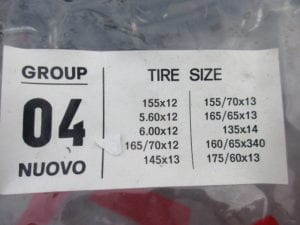 GROUP
04
NUOVO
TIRE SIZE
155x12
5.60x12
6.00x12
165/70x12
145x13
155/70x13
165/65x13
135x14
160/65x340
175/60x13